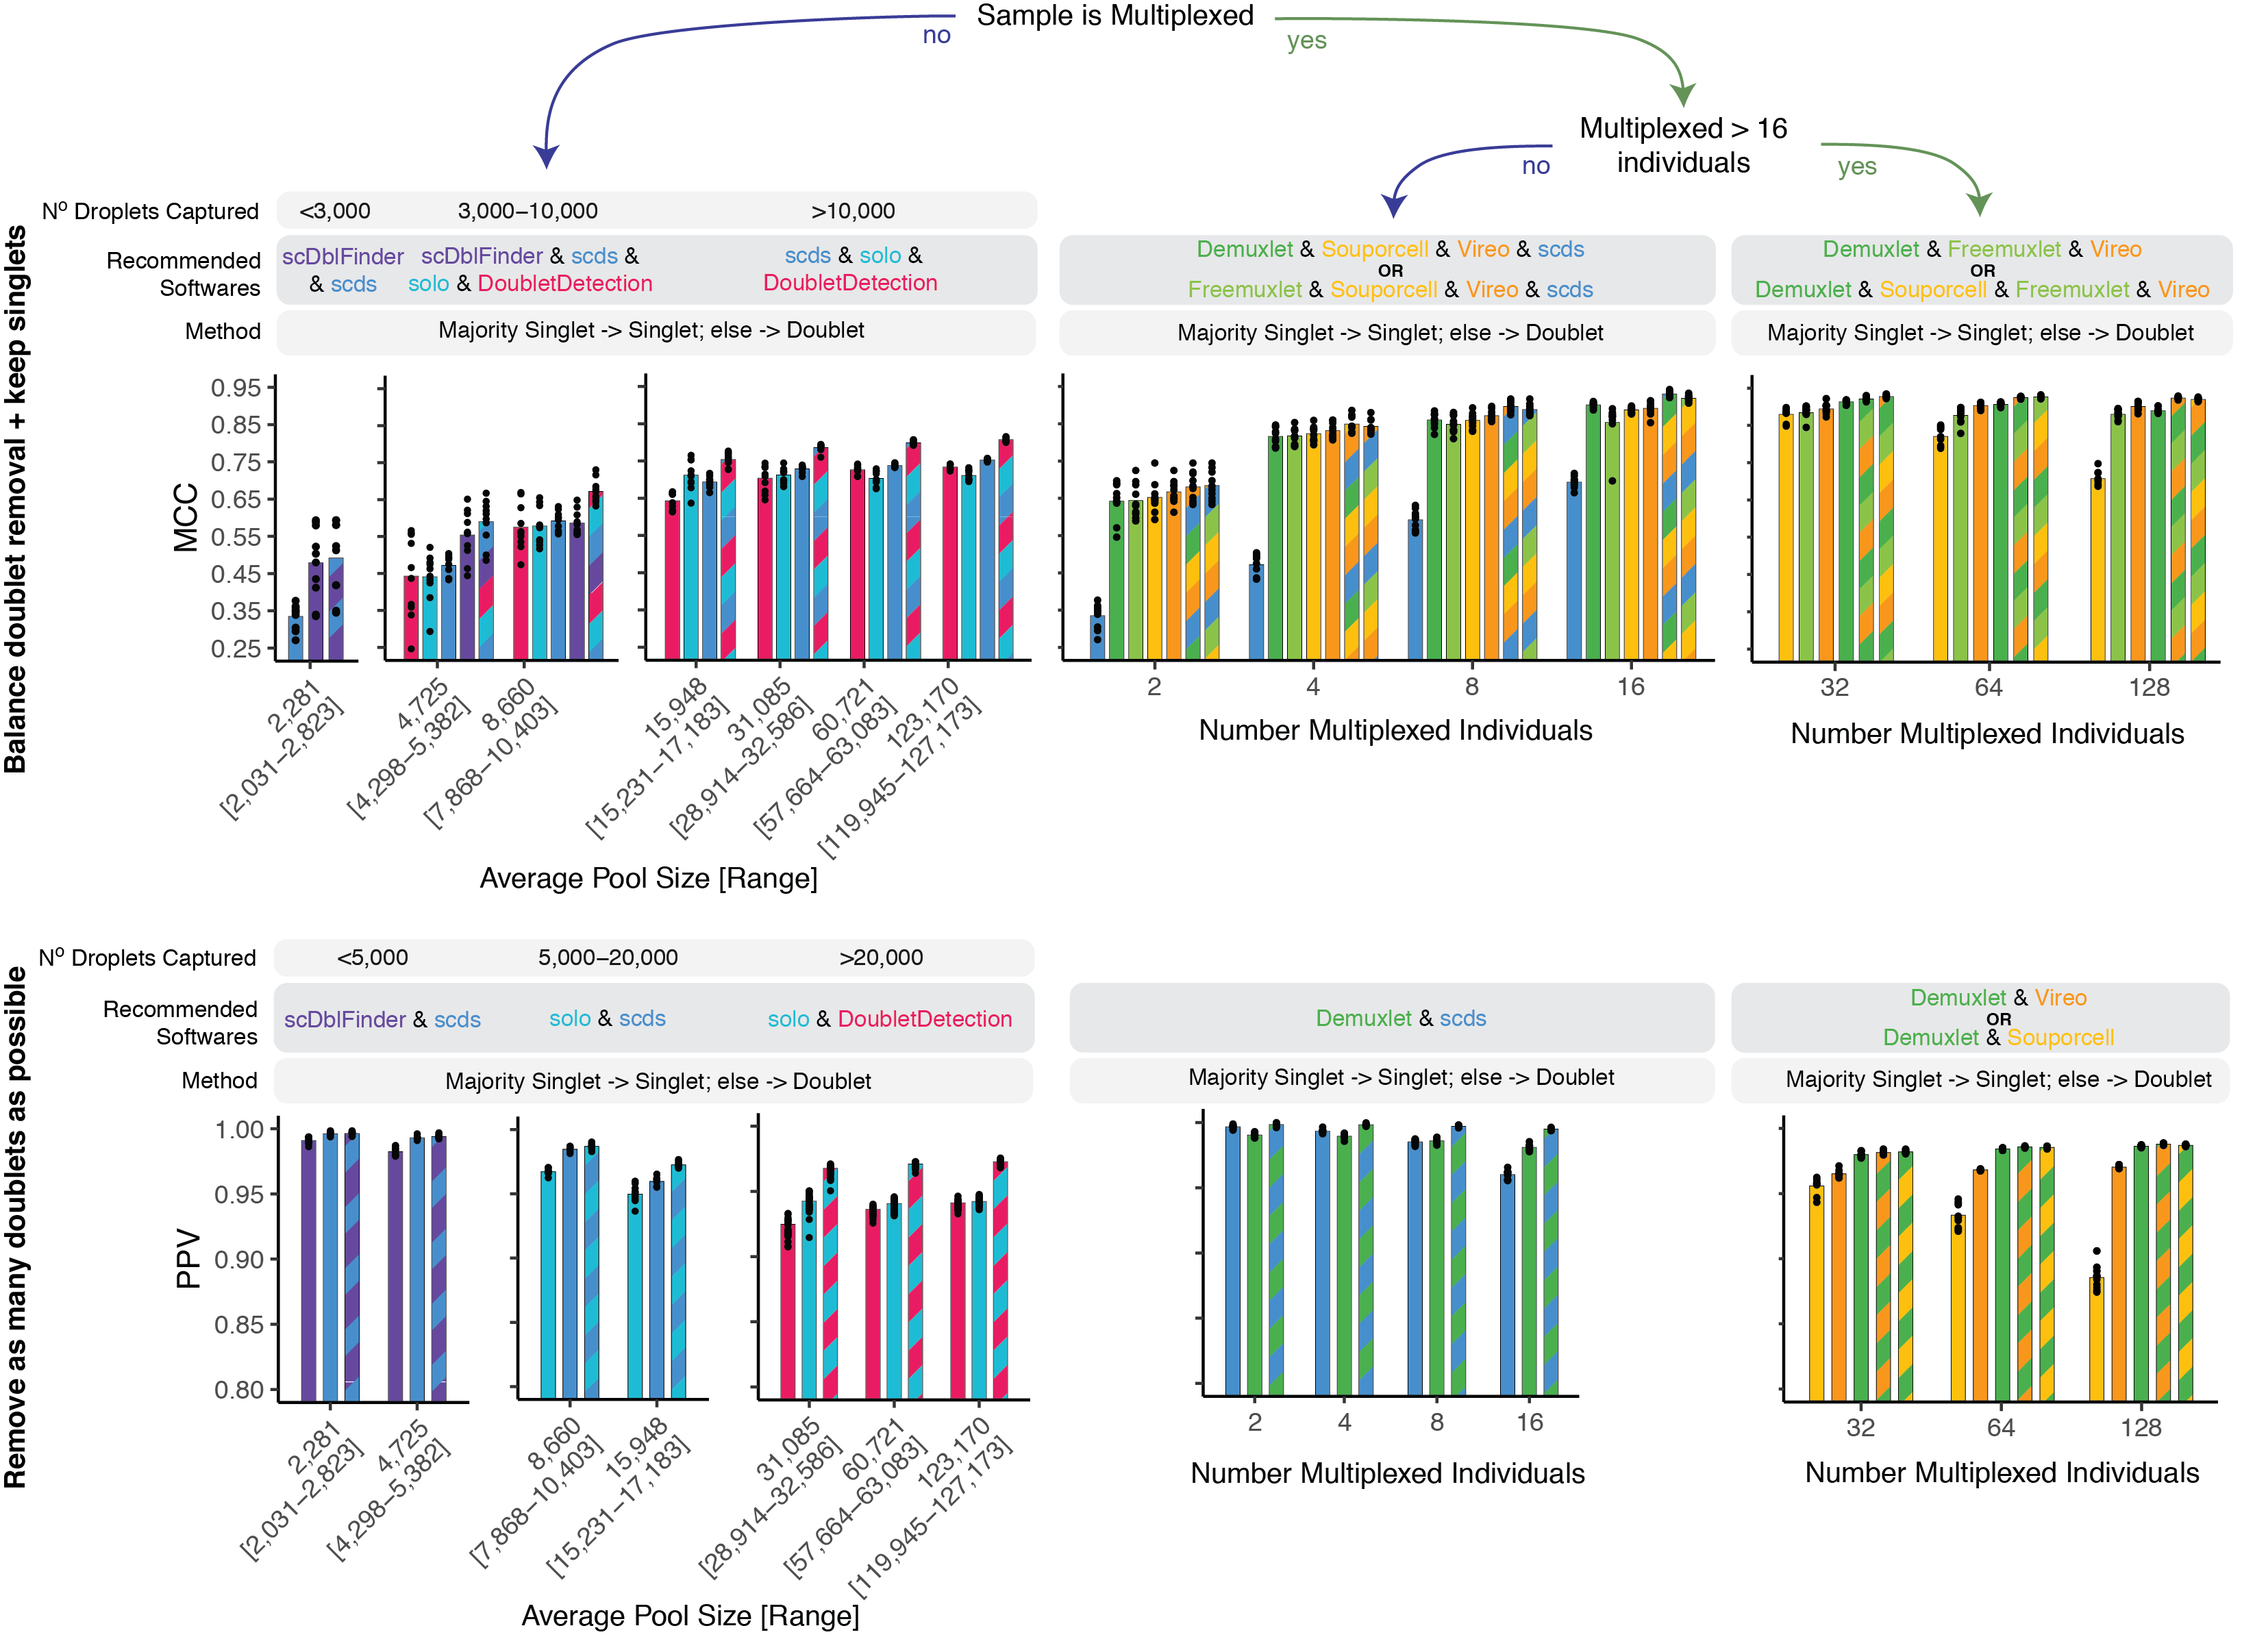 Sample is Multiplexed
no
yes
Multiplexed > 16
individuals
no
yes
Balance doublet removal + keep singlets
Nº Droplets Captured
<3,000
3,000–10,000
>10,000
Recommended
Softwares
scDblFinder
& scds
scDblFinder & scds &
solo & DoubletDetection
scds & solo &
DoubletDetection
Demuxlet & Souporcell & Vireo & scds
OR
Freemuxlet & Souporcell & Vireo & scds
Demuxlet & Freemuxlet & Vireo
OR
Demuxlet & Souporcell & Freemuxlet & Vireo
Method
Majority Singlet -> Singlet; else -> Doublet
Majority Singlet -> Singlet; else -> Doublet
Majority Singlet -> Singlet; else -> Doublet
MCC
0.95
0.85
0.75
0.65
0.55
0.45
0.35
0.25
2,281
[2,031–2,823]
4,725
[4,298–5,382]
8,660
[7,868–10,403]
15,948
[15,231–17,183]
31,085
[28,914–32,586]
60,721
[57,664–63,083]
123,170
[119,945–127,173]
Average Pool Size [Range]
2
4
8
16
Number Multiplexed Individuals
32
64
128
Number Multiplexed Individuals
Remove as many doublets as possible
Nº Droplets Captured
<5,000
5,000–20,000
>20,000
Recommended
Softwares
scDblFinder & scds
solo & scds
solo & DoubletDetection
Demuxlet & scds
Demuxlet & Vireo
OR
Demuxlet & Souporcell
Method
Majority Singlet -> Singlet; else -> Doublet
Majority Singlet -> Singlet; else -> Doublet
Majority Singlet -> Singlet; else -> Doublet
PPV
1.00
0.95
0.90
0.85
0.80
2,281
[2,031–2,823]
4,725
[4,298–5,382]
8,660
[7,868–10,403]
15,948
[15,231–17,183]
31,085
[28,914–32,586]
60,721
[57,664–63,083]
123,170
[119,945–127,173]
Average Pool Size [Range]
2
4
8
16
Number Multiplexed Individuals
32
64
128
Number Multiplexed Individuals